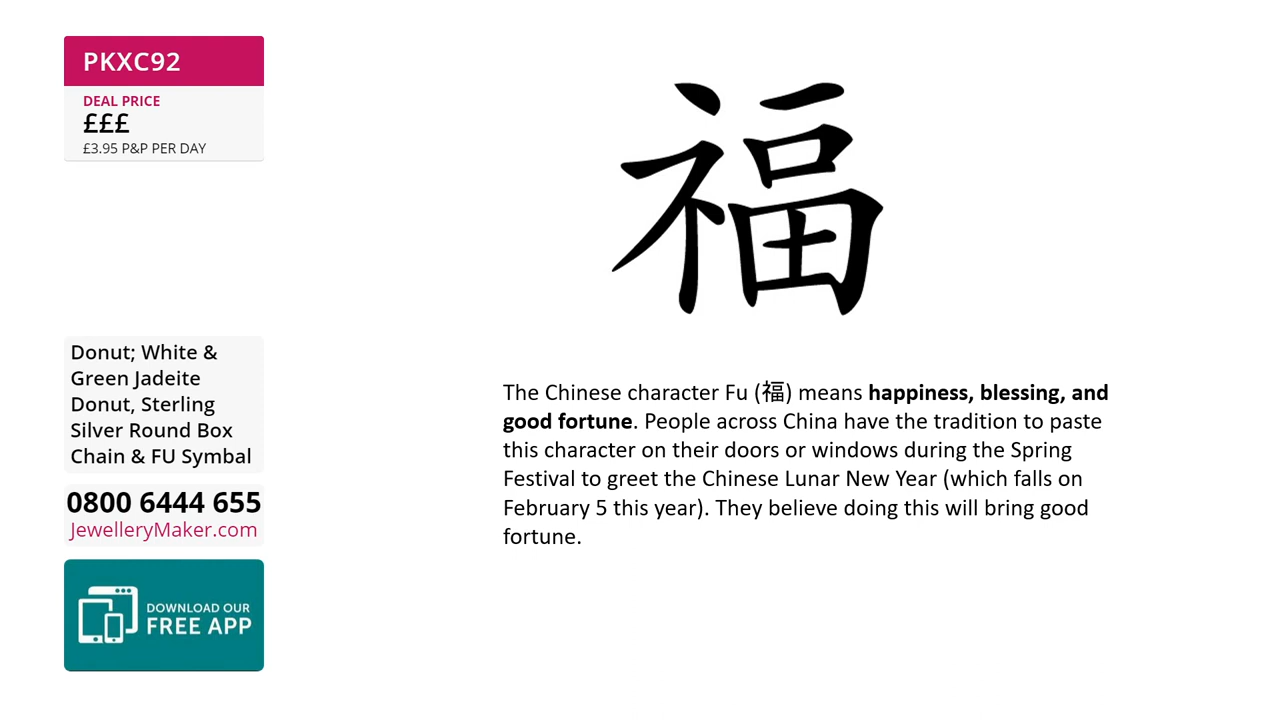 PKXC92
DEAL PRICE
£££
£3.95 P&P PER DAY
福
Donut; White &
Green Jadeite
Donut, Sterling
Silver Round Box
Chain & FU Symbal
0800 6444 655
JewelleryMaker.com
DOWNLOAD OUR
FREE APP
The Chinese character Fu (福) means happiness, blessing, and
good fortune. People across China have the tradition to paste
this character on their doors or windows during the Spring
Festival to greet the Chinese Lunar New Year (which falls on
February 5 this year). They believe doing this will bring good
fortune.